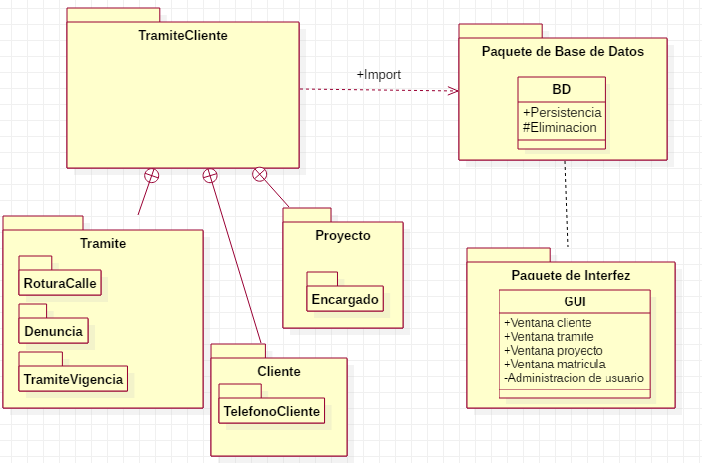 TramiteCliente
+Import
Paquete de Base de Datos
BD
+Persistencia
#Eliminacion
Tramite
RoturaCalle
Denuncia
TramiteVigencia
Proyecto
Encargado
Cliente
TelefonoCliente
Paquete de Interfez
GUI
+Ventana cliente
+Ventana tramite
+Ventana proyecto
+Ventana matricula
-Administracion de usuario